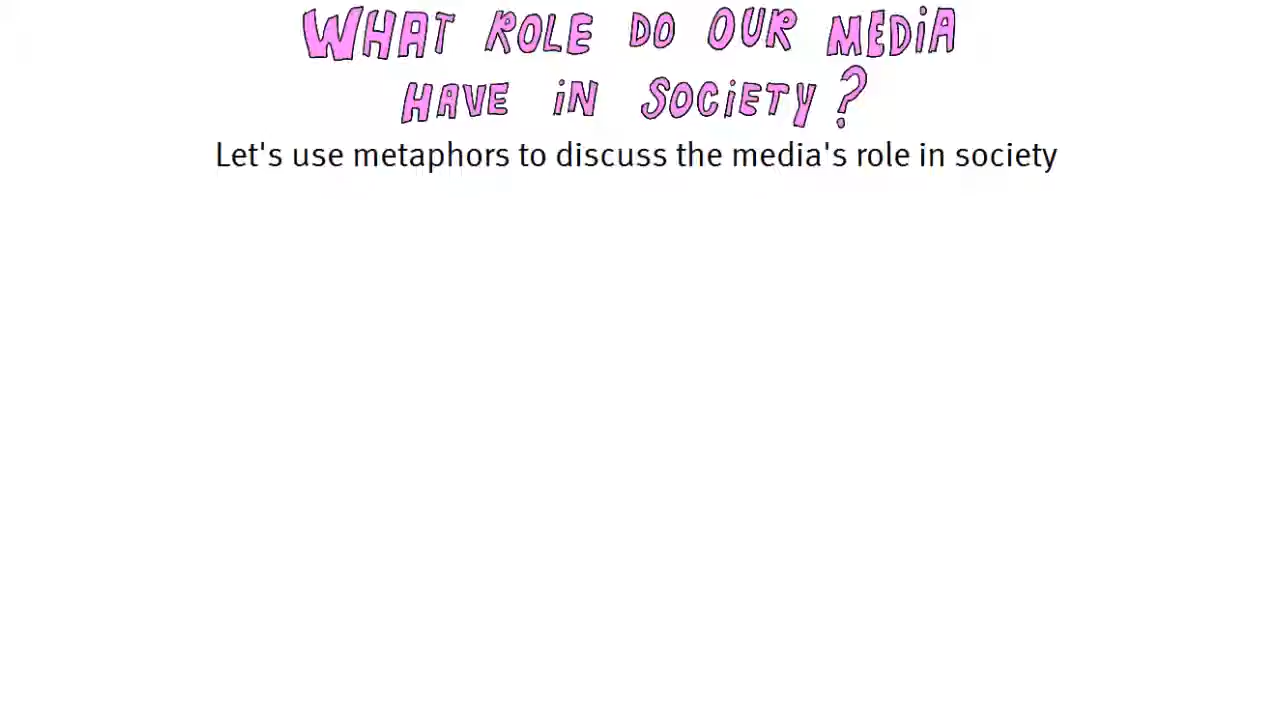 WHAT ROLE DO OUR MEDiA
HAVE iN SOCiETY?
Let's use metaphors to discuss the media's role in society